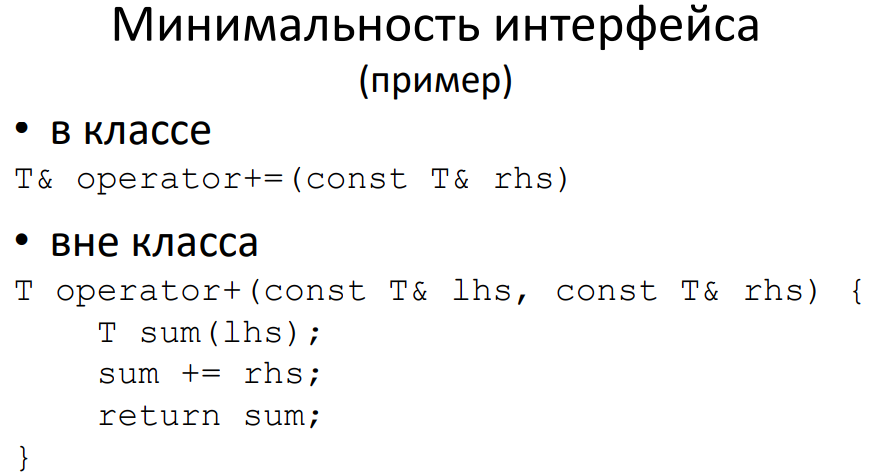 Минимальность интерфейса
(пример)
• в классе
T& operator+=(const T& rhs)
• вне класса
T operator+(const T& lhs, const T& rhs) {
T sum(lhs);
sum += rhs;
return sum;
}